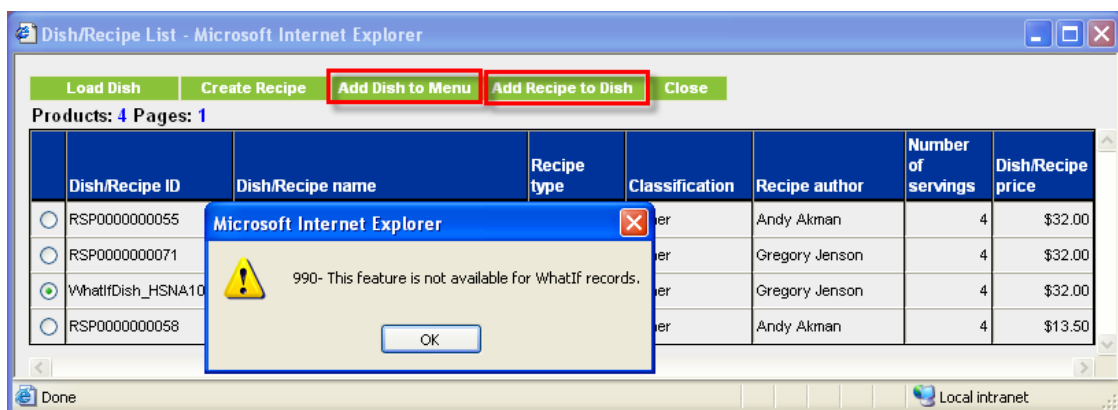 Dish/Recipe List - Microsoft Internet Explorer
Load Dish Create Recipe Add Dish to Menu Add Recipe to Dish Close
Products: 4 Pages: 1
Dish/Recipe ID Dish/Recipe name Recipe type Classification Recipe author Number of servings Dish/Recipe price
RSP0000000055 Andy Akman 4 $32.00
Microsoft Internet Explorer
RSP0000000071 Gregory Jenson 4 $32.00
990- This feature is not available for WhatIf records.
WhatIfDish_HSNA10 Gregory Jenson 4 $32.00
RSP0000000058 Andy Akman 4 $13.50
OK
Done Local intranet